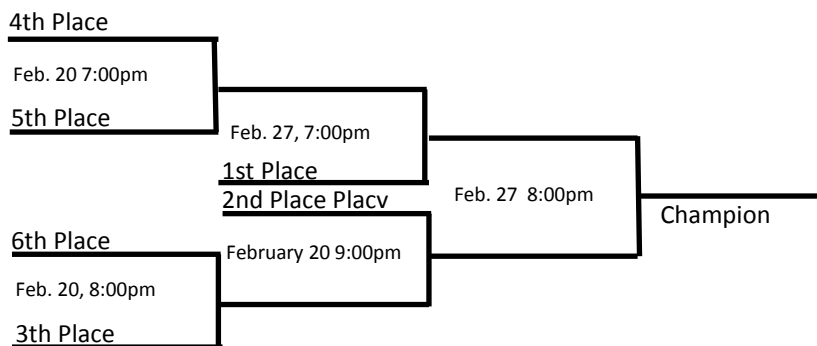 4th Place
Feb. 20 7:00pm
5th Place
Feb. 27, 7:00pm
1st Place
2nd Place Placv
Feb. 27  8:00pm
Champion
6th Place
February 20 9:00pm
Feb. 20, 8:00pm
3th Place